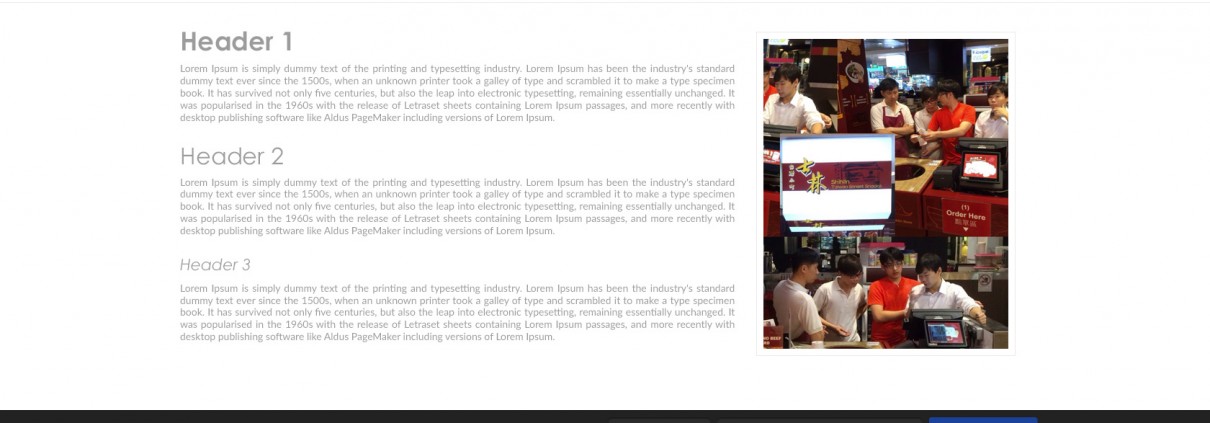 Header 1
Lorem Ipsum is simply dummy text of the printing and typesetting industry. Lorem Ipsum has been the industry's standard
dummy text ever since the 1500s, when an unknown printer took a galley of type and scrambled it to make a type specimen
book. It has survived not only five centuries, but also the leap into electronic typesetting, remaining essentially unchanged. It
was popularised in the 1960s with the release of Letraset sheets containing Lorem Ipsum passages, and more recently with
desktop publishing software like Aldus PageMaker including versions of Lorem Ipsum.
Header 2
Lorem Ipsum is simply dummy text of the printing and typesetting industry. Lorem Ipsum has been the industry's standard
dummy text ever since the 1500s, when an unknown printer took a galley of type and scrambled it to make a type specimen
book. It has survived not only five centuries, but also the leap into electronic typesetting, remaining essentially unchanged. It
was popularised in the 1960s with the release of Letraset sheets containing Lorem Ipsum passages, and more recently with
desktop publishing software like Aldus PageMaker including versions of Lorem Ipsum.
Header 3
Lorem Ipsum is simply dummy text of the printing and typesetting industry. Lorem Ipsum has been the industry's standard
dummy text ever since the 1500s, when an unknown printer took a galley of type and scrambled it to make a type specimen
book. It has survived not only five centuries, but also the leap into electronic typesetting, remaining essentially unchanged. It
was popularised in the 1960s with the release of Letraset sheets containing Lorem Ipsum passages, and more recently with
desktop publishing software like Aldus PageMaker including versions of Lorem Ipsum.
士林
Shihlin
Taiwan Street Snacks
(1)
Order Here
點單區